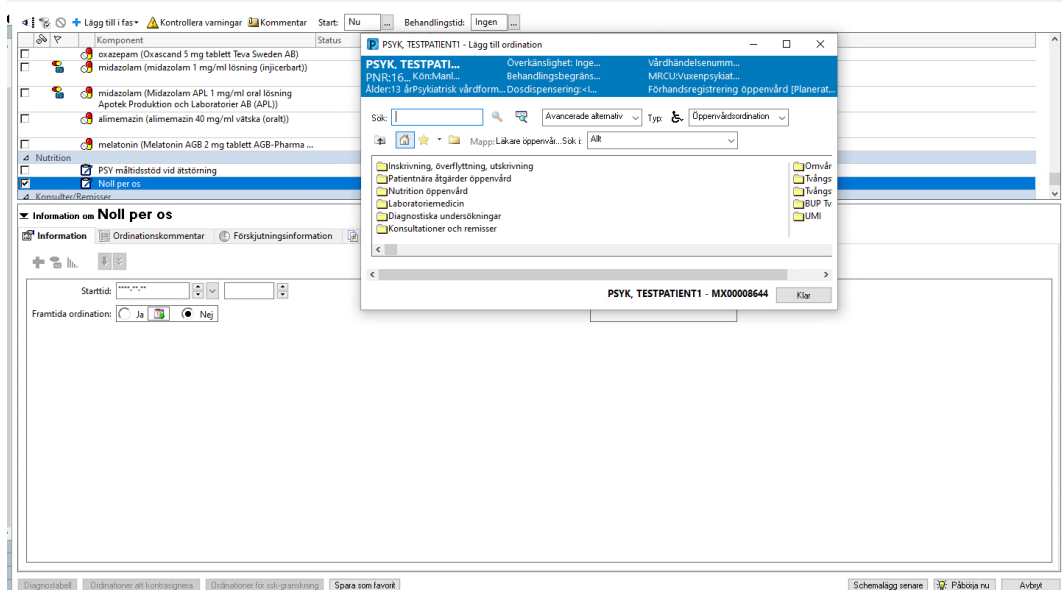 + Lägg till i fas Kontrollera varningar Kommentar Start: Nu ... Behandlingstid: Ingen ...
Komponent Status
oxazepam (Oxascand 5 mg tablett Teva Sweden AB)
midazolam (midazolam 1 mg/ml lösning (injicerbart))
midazolam (Midazolam APL 1 mg/ml oral lösning
Apotek Produktion och Laboratorier AB (APL))
alimemazin (alimemazin 40 mg/ml vätska (oralt))
melatonin (Melatonin AGB 2 mg tablett AGB-Pharma ...
Nutrition
PSY måltidsstöd vid ätstörning
Noll per os
Konsulter/Remisser
Information om Noll per os
Information Ordinationskommentar Förskjutningsinformation
Starttid: ****-**-**
Framtida ordination: Ja Nej
Diagnostabell Ordinationer att kontrasignera Ordinationer för ssk-granskning Spara som favorit
Schemalägg senare Påbörja nu Avbryt
P PSYK, TESTPATIENT1 - Lägg till ordination
PSYK, TESTPATI... Överkänslighet: Inge... Vårdhändelsenumm...
PNR:16... Kön:Manl... Behandlingsbegräns... MRCU:Vuxenpsykiat...
Ålder:13 år Psykiatrisk vårdform... Dosdispensering:<I... Förhandsregistrering öppenvård [Planerat...
Sök: Avancerade alternativ Typ: Öppenvårdsordination
Mapp: Läkare öppenvår... Sök i: Allt
Inskrivning, överflyttning, utskrivning
Patientnära åtgärder öppenvård
Nutrition öppenvård
Laboratoriemedicin
Diagnostiska undersökningar
Konsultationer och remisser
Omvår
Tvångs
Tvångs
BUP Tv
UMI
PSYK, TESTPATIENT1 - MX00008644 Klar